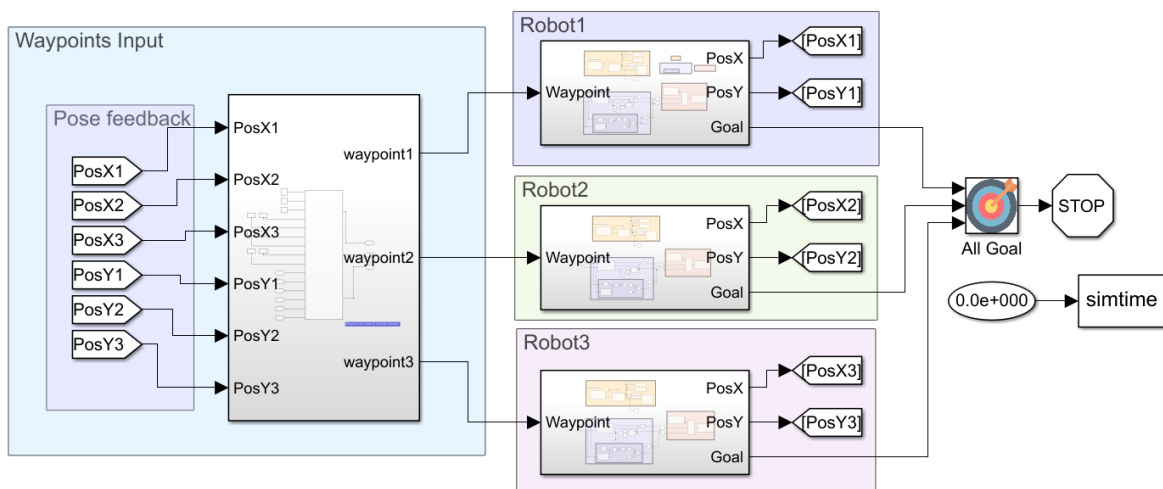 Waypoints Input
Pose feedback
PosX1
PosX2
PosX3
PosY1
PosY2
PosY3
PosX1
PosX2
PosX3
PosY1
PosY2
PosY3
waypoint1
waypoint2
waypoint3
Robot1
Waypoint
PosX
PosY
Goal
[PosX1]
[PosY1]
Robot2
Waypoint
PosX
PosY
Goal
[PosX2]
[PosY2]
Robot3
Waypoint
PosX
PosY
Goal
[PosX3]
[PosY3]
All Goal
STOP
0.0e+000
simtime